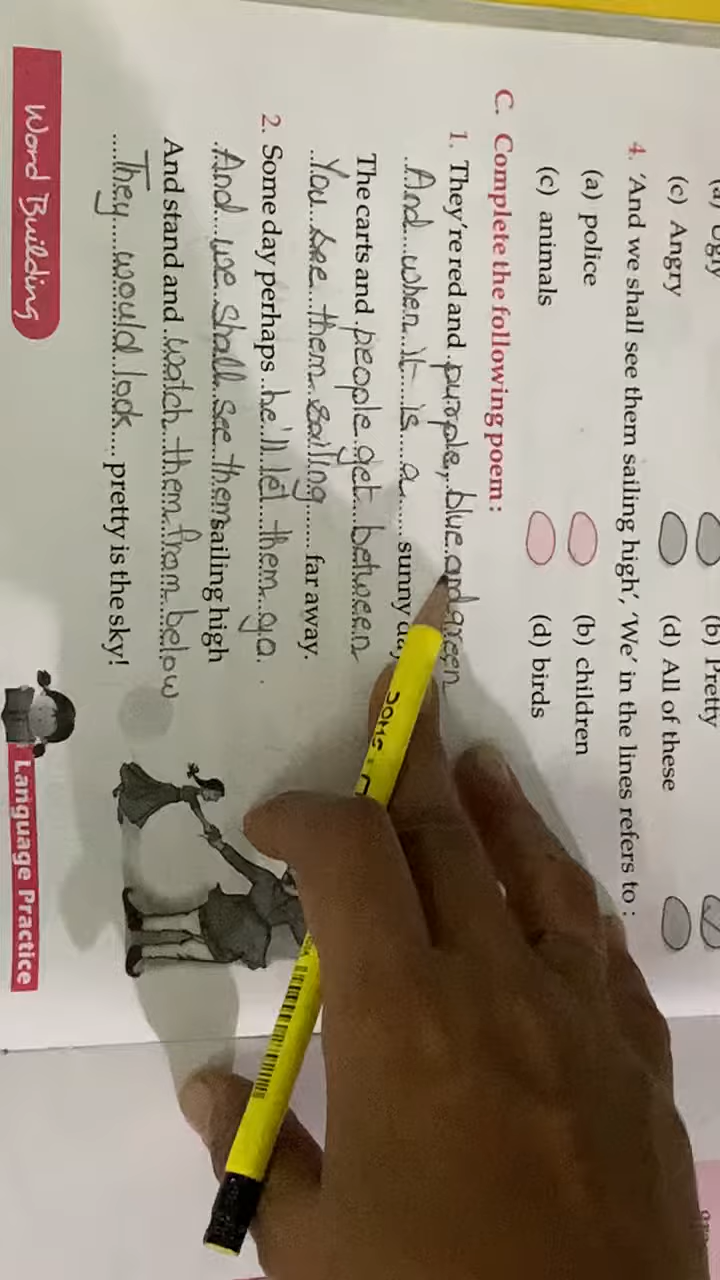 (c) Angry
(b) Pretty
(d) All of these
4. 'And we shall see them sailing high', 'We' in the lines refers to :
(a) police
(b) children
(c) animals
(d) birds
C. Complete the following poem :
1. They're red and purple, blue and green
And when it is a sunny
The carts and people get between
You see them sailing far away.
2. Some day perhaps he'll let them go.
And we shall see them sailing high
And stand and watch them from below
They would look pretty is the sky!
Word Building
Language Practice